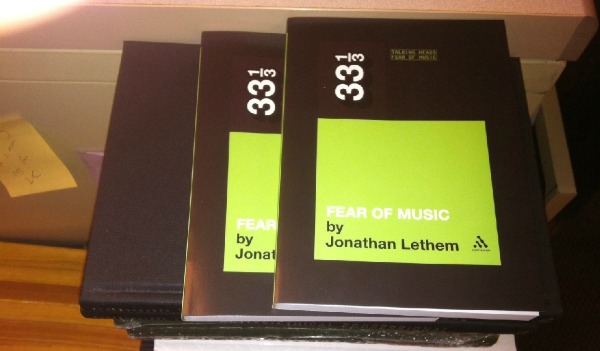 33 1/3
33 1/3
TALKING HEADS
FEAR OF MUSIC
FEAR
by
Jonat
FEAR OF MUSIC
by
Jonathan Lethem